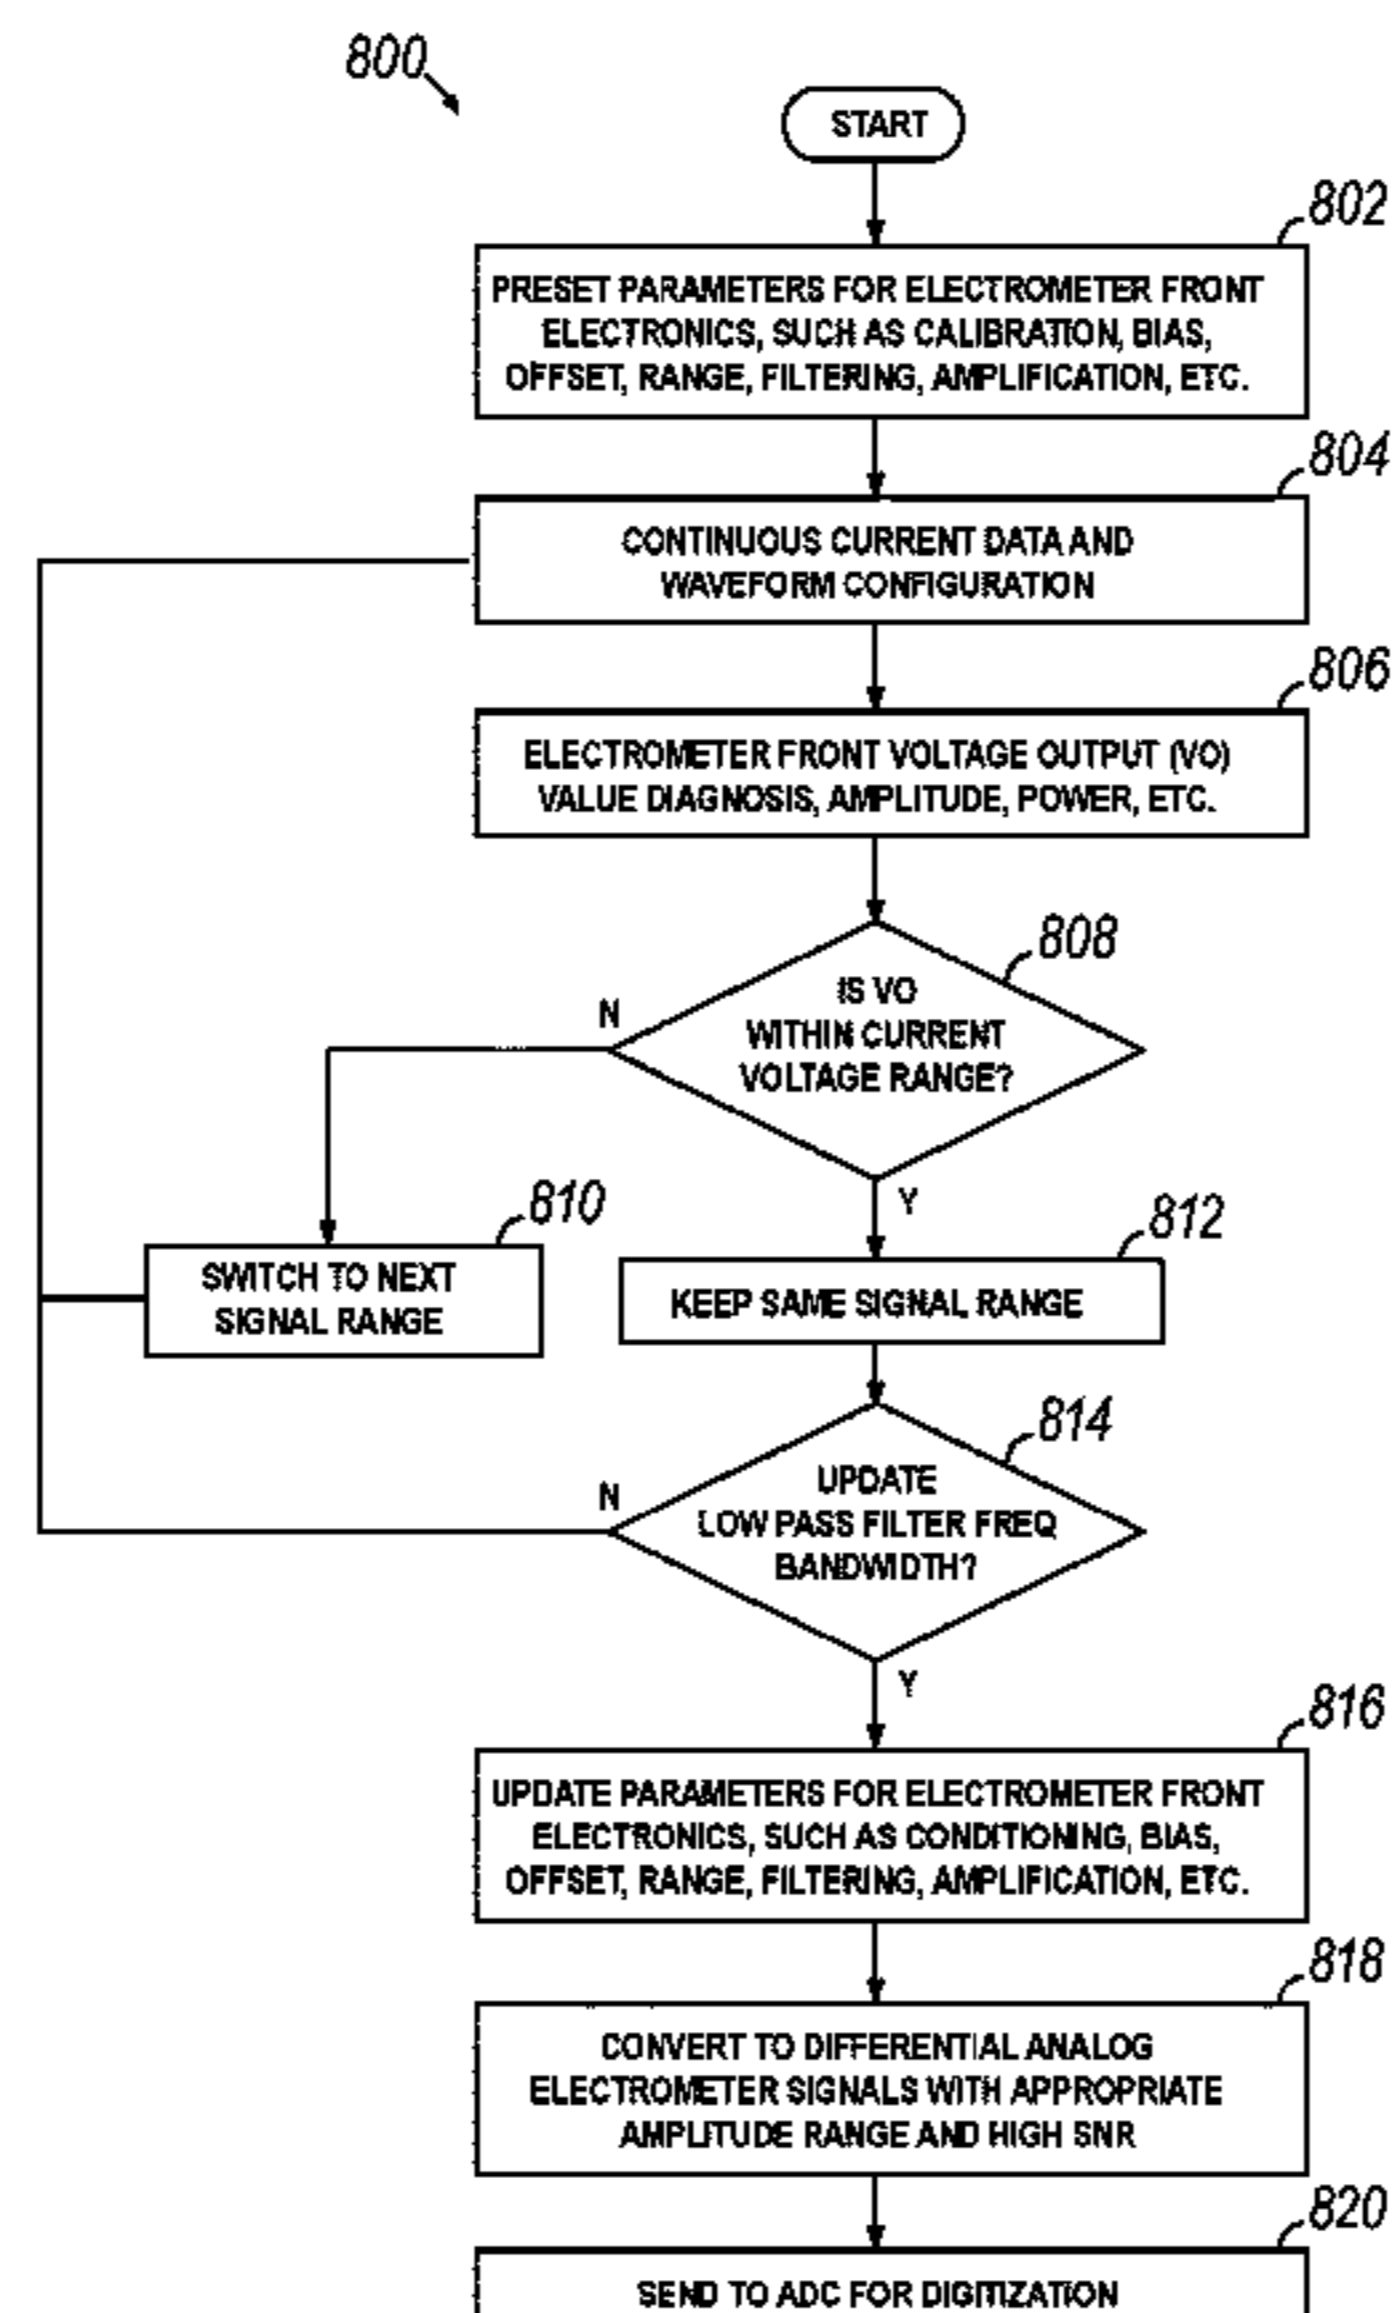 800
START
802
PRESET PARAMETERS FOR ELECTROMETER FRONT
ELECTRONICS, SUCH AS CALIBRATION, BIAS,
OFFSET, RANGE, FILTERING, AMPLIFICATION, ETC.
804
CONTINUOUS CURRENT DATA AND
WAVEFORM CONFIGURATION
806
ELECTROMETER FRONT VOLTAGE OUTPUT (VO)
VALUE DIAGNOSIS, AMPLITUDE, POWER, ETC.
808
IS VO
WITHIN CURRENT
VOLTAGE RANGE?
N
Y
810
SWITCH TO NEXT
SIGNAL RANGE
812
KEEP SAME SIGNAL RANGE
814
UPDATE
LOW PASS FILTER FREQ
BANDWIDTH?
N
Y
816
UPDATE PARAMETERS FOR ELECTROMETER FRONT
ELECTRONICS, SUCH AS CONDITIONING, BIAS,
OFFSET, RANGE, FILTERING, AMPLIFICATION, ETC.
818
CONVERT TO DIFFERENTIAL ANALOG
ELECTROMETER SIGNALS WITH APPROPRIATE
AMPLITUDE RANGE AND HIGH SNR
820
SEND TO ADC FOR DIGITIZATION